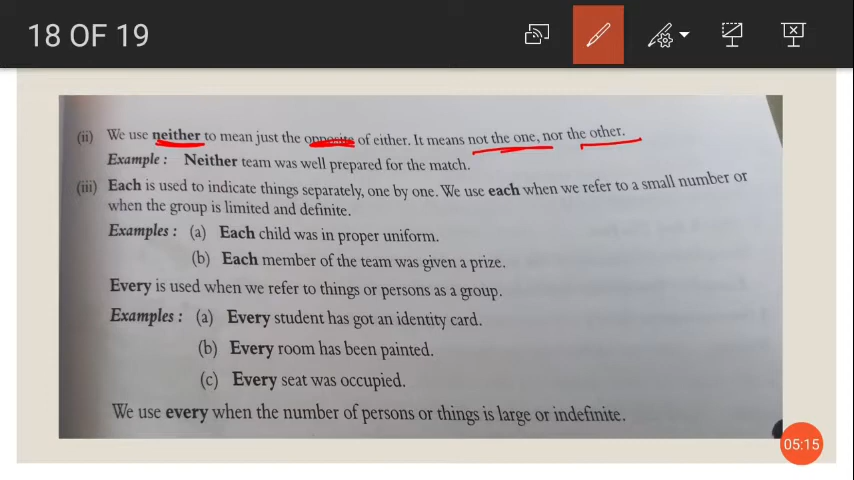 18 OF 19
(ii) We use neither to mean just the opposite of either. It means not the one, nor the other.
Example : Neither team was well prepared for the match.
(iii) Each is used to indicate things separately, one by one. We use each when we refer to a small number or
when the group is limited and definite.
Examples : (a) Each child was in proper uniform.
(b) Each member of the team was given a prize.
Every is used when we refer to things or persons as a group.
Examples : (a) Every student has got an identity card.
(b) Every room has been painted.
(c) Every seat was occupied.
We use every when the number of persons or things is large or indefinite.
05:15